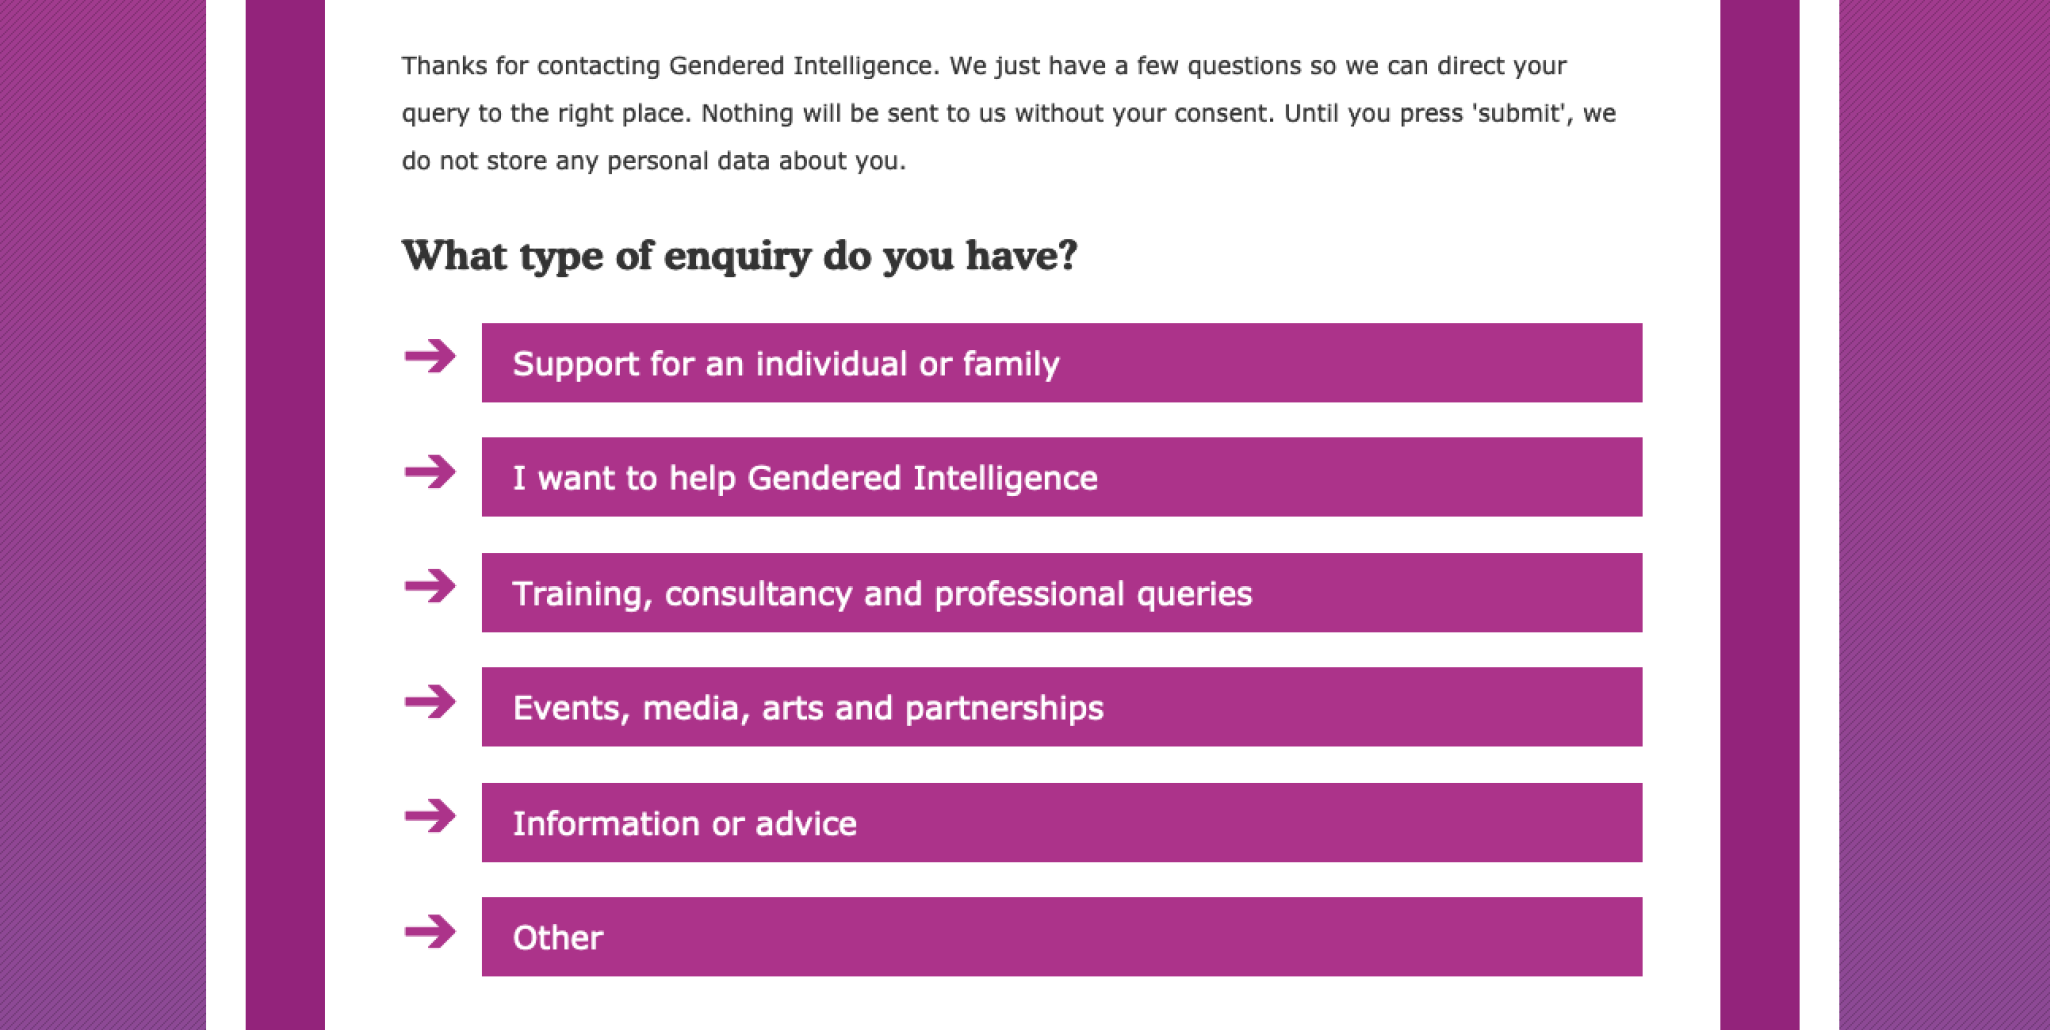 Thanks for contacting Gendered Intelligence. We just have a few questions so we can direct your
query to the right place. Nothing will be sent to us without your consent. Until you press 'submit', we
do not store any personal data about you.
What type of enquiry do you have?
Support for an individual or family
I want to help Gendered Intelligence
Training, consultancy and professional queries
Events, media, arts and partnerships
Information or advice
Other